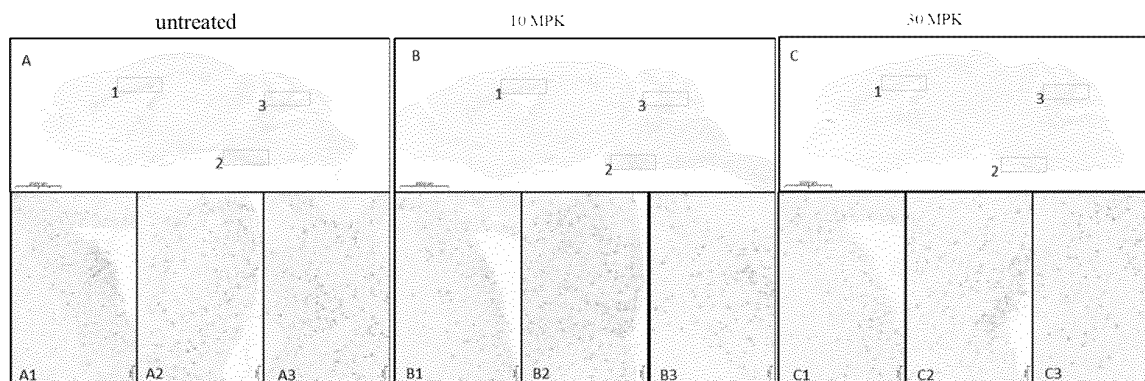 untreated 10 MPK 30 MPK
A B C
1 3 1 3 1 3
2 2 2
A1 A2 A3 B1 B2 B3 C1 C2 C3